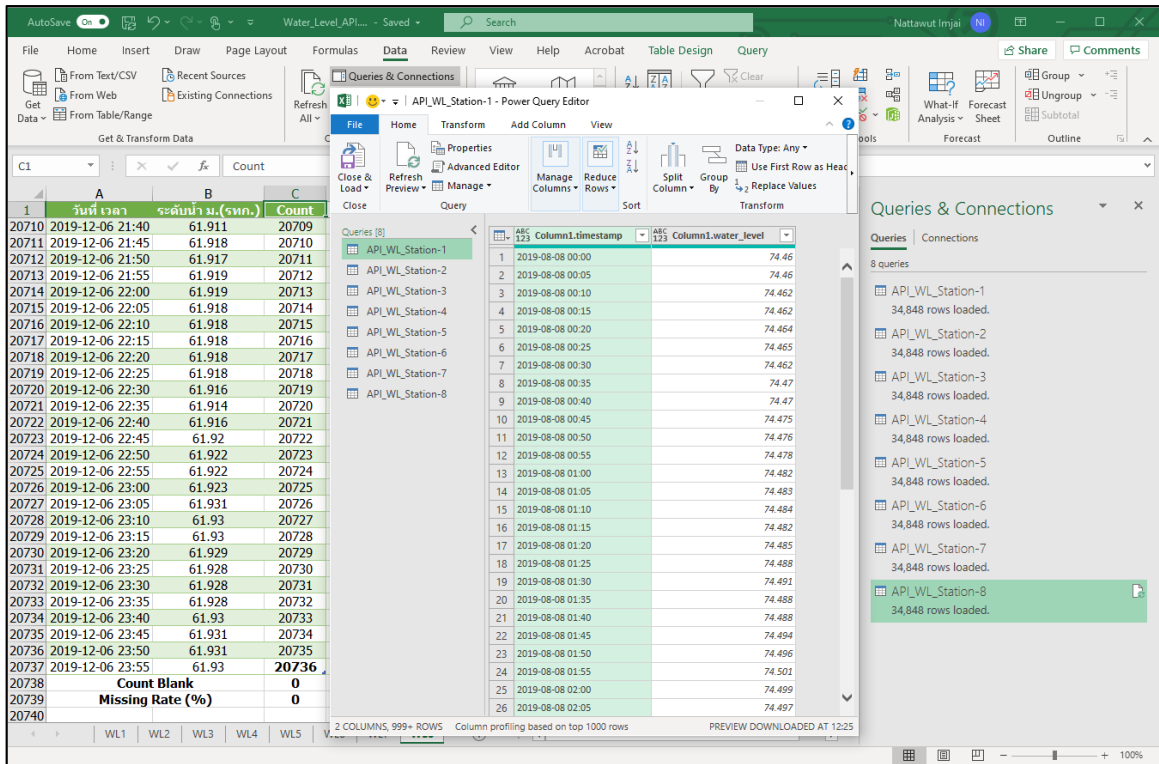 AutoSave On Water_Level_API.... - Saved Search Nattawut Imjai NI
File Home Insert Draw Page Layout Formulas Data Review View Help Acrobat Table Design Query Share Comments
Get Data From Text/CSV Recent Sources
From Web Existing Connections
From Table/Range
Get & Transform Data
Refresh All Queries & Connections
Clear
What-If Analysis Forecast Sheet
Group
Ungroup
Subtotal
Forecast Outline
C1 fx Count
A B C
1 วันที่ เวลา ระดับน้ำ ม.(รทก.) Count
20710 2019-12-06 21:40 61.911 20709
20711 2019-12-06 21:45 61.918 20710
20712 2019-12-06 21:50 61.917 20711
20713 2019-12-06 21:55 61.919 20712
20714 2019-12-06 22:00 61.919 20713
20715 2019-12-06 22:05 61.918 20714
20716 2019-12-06 22:10 61.918 20715
20717 2019-12-06 22:15 61.918 20716
20718 2019-12-06 22:20 61.918 20717
20719 2019-12-06 22:25 61.918 20718
20720 2019-12-06 22:30 61.916 20719
20721 2019-12-06 22:35 61.914 20720
20722 2019-12-06 22:40 61.916 20721
20723 2019-12-06 22:45 61.92 20722
20724 2019-12-06 22:50 61.922 20723
20725 2019-12-06 22:55 61.922 20724
20726 2019-12-06 23:00 61.923 20725
20727 2019-12-06 23:05 61.931 20726
20728 2019-12-06 23:10 61.93 20727
20729 2019-12-06 23:15 61.93 20728
20730 2019-12-06 23:20 61.929 20729
20731 2019-12-06 23:25 61.928 20730
20732 2019-12-06 23:30 61.928 20731
20733 2019-12-06 23:35 61.928 20732
20734 2019-12-06 23:40 61.93 20733
20735 2019-12-06 23:45 61.931 20734
20736 2019-12-06 23:50 61.931 20735
20737 2019-12-06 23:55 61.93 20736
20738 Count Blank 0
20739 Missing Rate (%) 0
20740
WL1 WL2 WL3 WL4 WL5
API_WL_Station-1 - Power Query Editor
File Home Transform Add Column View
Close & Load Refresh Preview Properties
Advanced Editor
Manage
Manage Columns Reduce Rows Split Column Group By
Data Type: Any
Use First Row as Head
Replace Values
Close Query Sort Transform
Queries [8]
API_WL_Station-1
API_WL_Station-2
API_WL_Station-3
API_WL_Station-4
API_WL_Station-5
API_WL_Station-6
API_WL_Station-7
API_WL_Station-8
ABC 123 Column1.timestamp ABC 123 Column1.water_level
1 2019-08-08 00:00 74.46
2 2019-08-08 00:05 74.46
3 2019-08-08 00:10 74.462
4 2019-08-08 00:15 74.462
5 2019-08-08 00:20 74.464
6 2019-08-08 00:25 74.465
7 2019-08-08 00:30 74.462
8 2019-08-08 00:35 74.47
9 2019-08-08 00:40 74.47
10 2019-08-08 00:45 74.475
11 2019-08-08 00:50 74.476
12 2019-08-08 00:55 74.478
13 2019-08-08 01:00 74.482
14 2019-08-08 01:05 74.483
15 2019-08-08 01:10 74.484
16 2019-08-08 01:15 74.482
17 2019-08-08 01:20 74.485
18 2019-08-08 01:25 74.488
19 2019-08-08 01:30 74.491
20 2019-08-08 01:35 74.488
21 2019-08-08 01:40 74.488
22 2019-08-08 01:45 74.494
23 2019-08-08 01:50 74.496
24 2019-08-08 01:55 74.501
25 2019-08-08 02:00 74.499
26 2019-08-08 02:05 74.497
2 COLUMNS, 999+ ROWS Column profiling based on top 1000 rows PREVIEW DOWNLOADED AT 12:25
Queries & Connections
Queries Connections
8 queries
API_WL_Station-1
34,848 rows loaded.
API_WL_Station-2
34,848 rows loaded.
API_WL_Station-3
34,848 rows loaded.
API_WL_Station-4
34,848 rows loaded.
API_WL_Station-5
34,848 rows loaded.
API_WL_Station-6
34,848 rows loaded.
API_WL_Station-7
34,848 rows loaded.
API_WL_Station-8
34,848 rows loaded.
100%